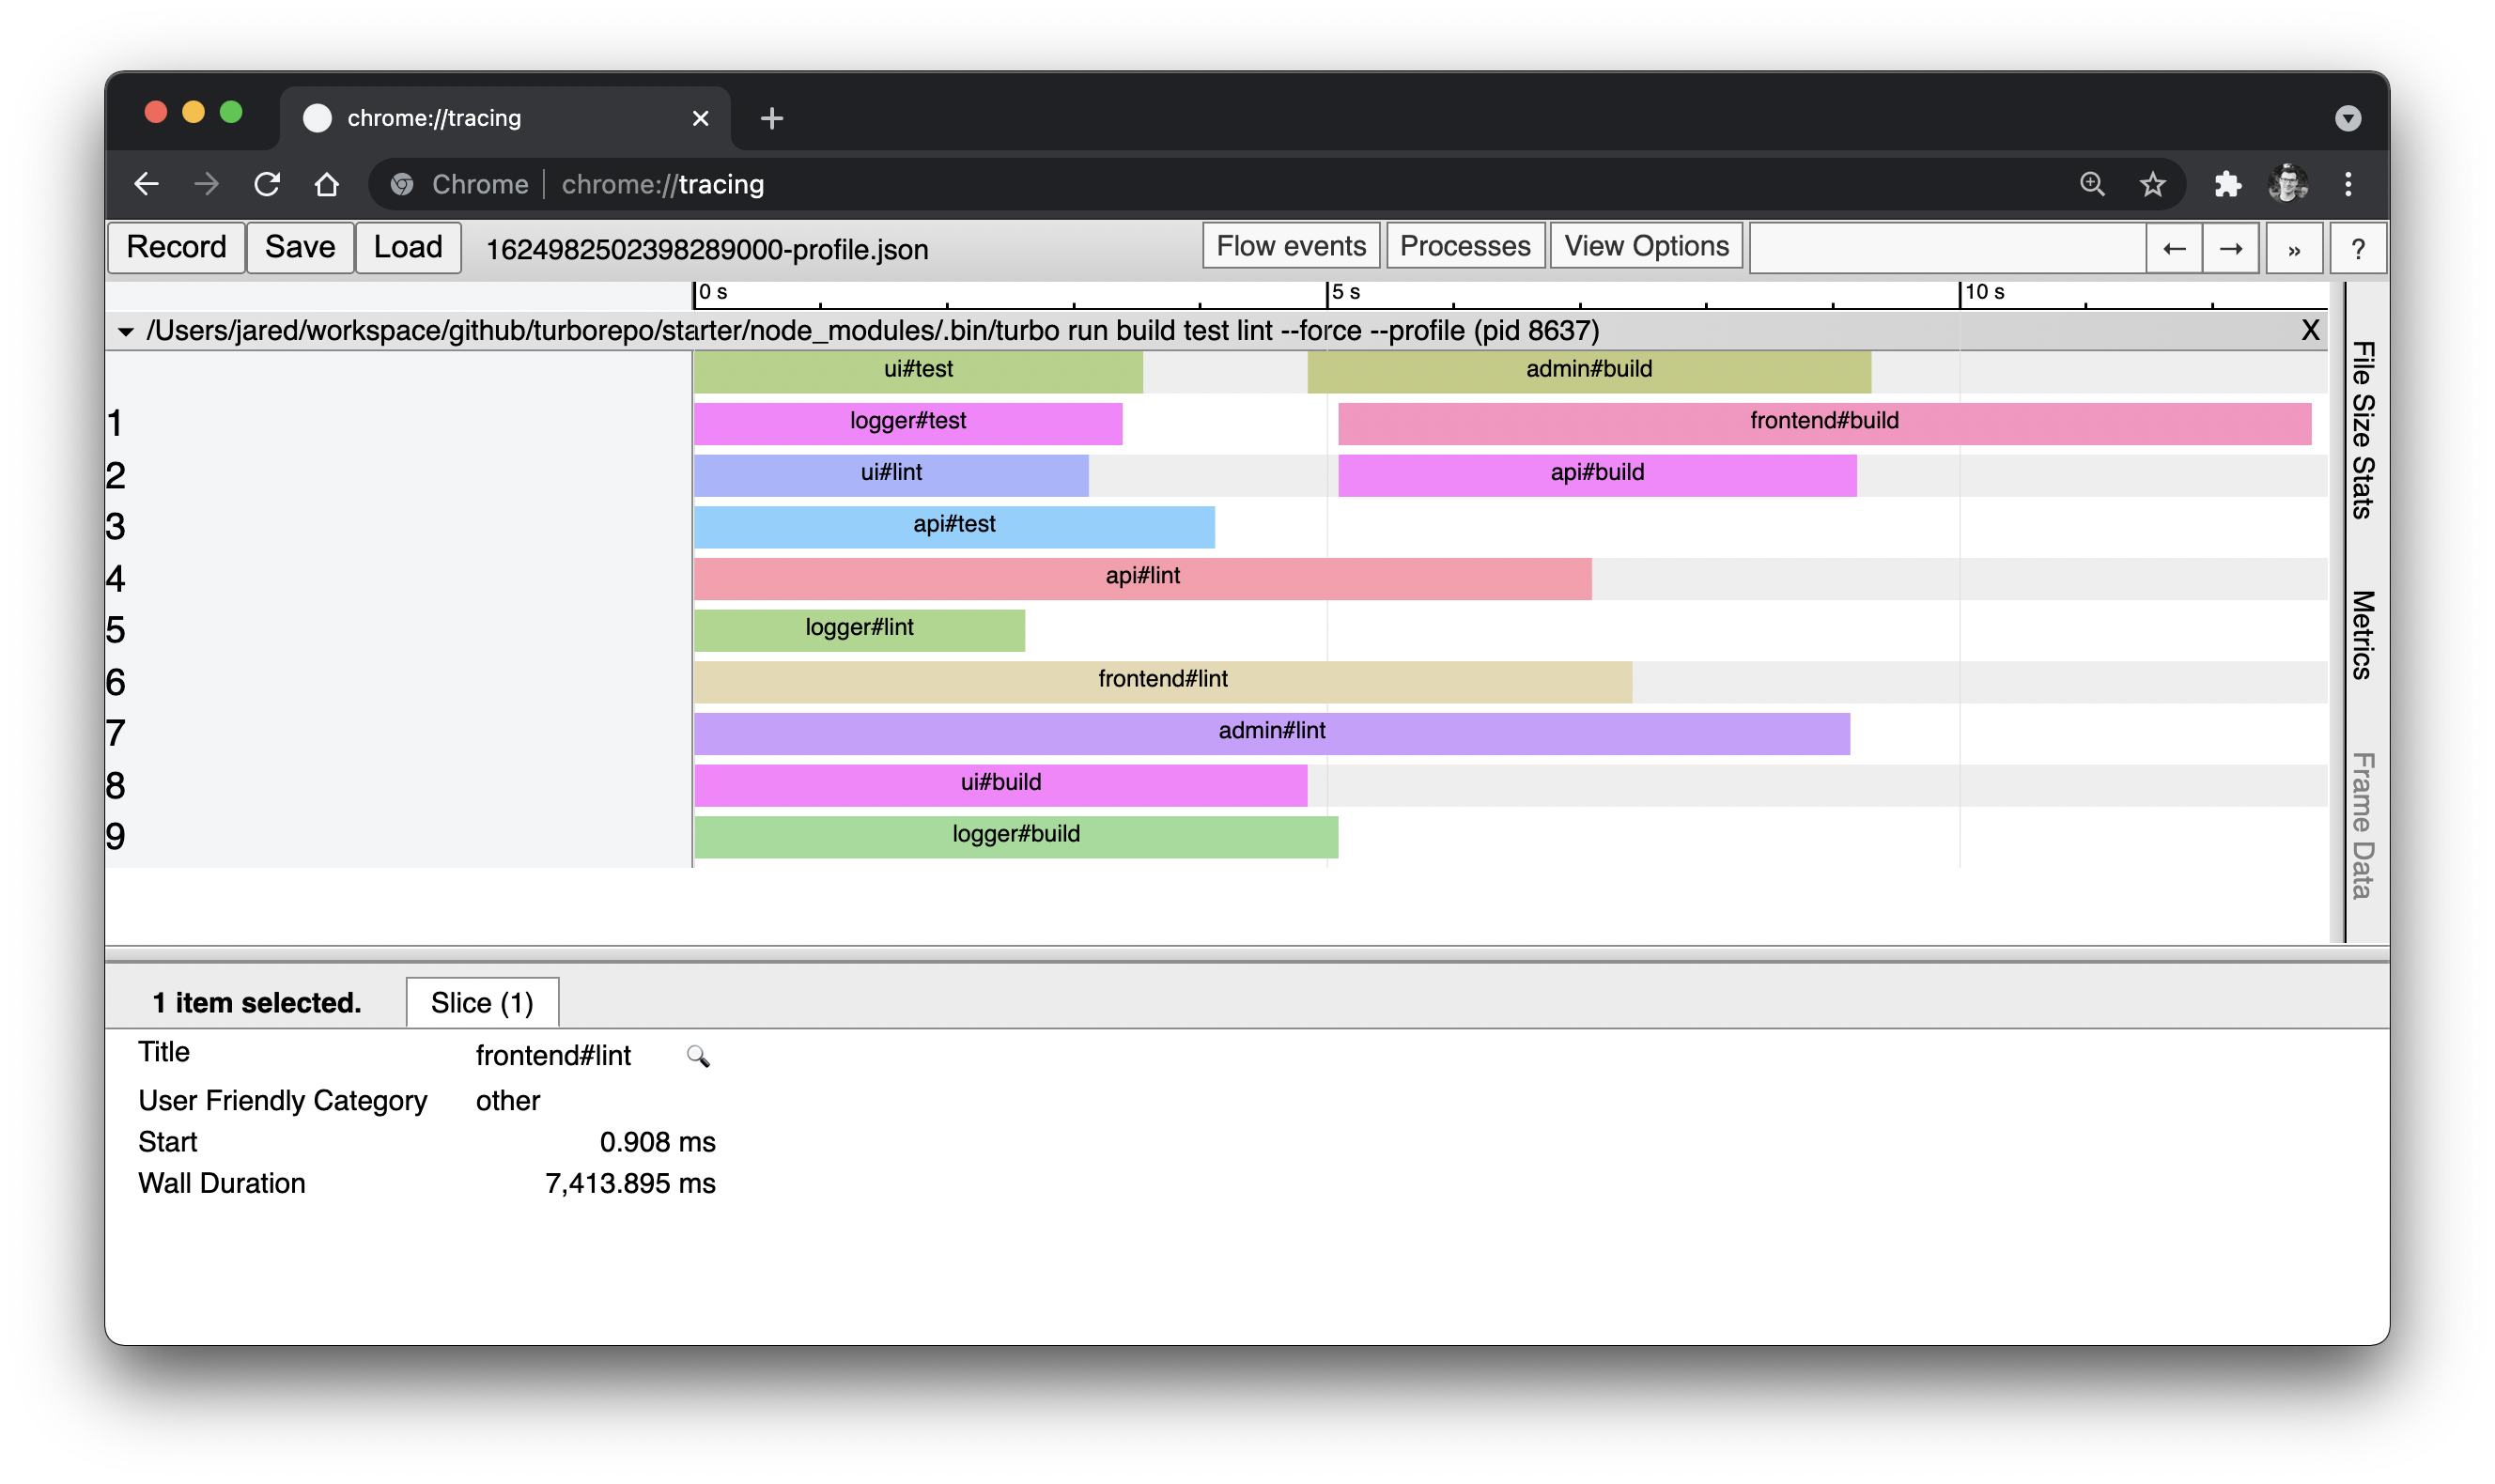 chrome://tracing
Chrome chrome://tracing
Record Save Load 1624982502398289000-profile.json Flow events Processes View Options ← → » ?
0 s 5 s 10 s
/Users/jared/workspace/github/turborepo/starter/node_modules/.bin/turbo run build test lint --force --profile (pid 8637) X
ui#test admin#build
1 logger#test frontend#build
2 ui#lint api#build
3 api#test
4 api#lint
5 logger#lint
6 frontend#lint
7 admin#lint
8 ui#build
9 logger#build
File Size Stats
Metrics
Frame Data
1 item selected. Slice (1)
Title frontend#lint
User Friendly Category other
Start 0.908 ms
Wall Duration 7,413.895 ms